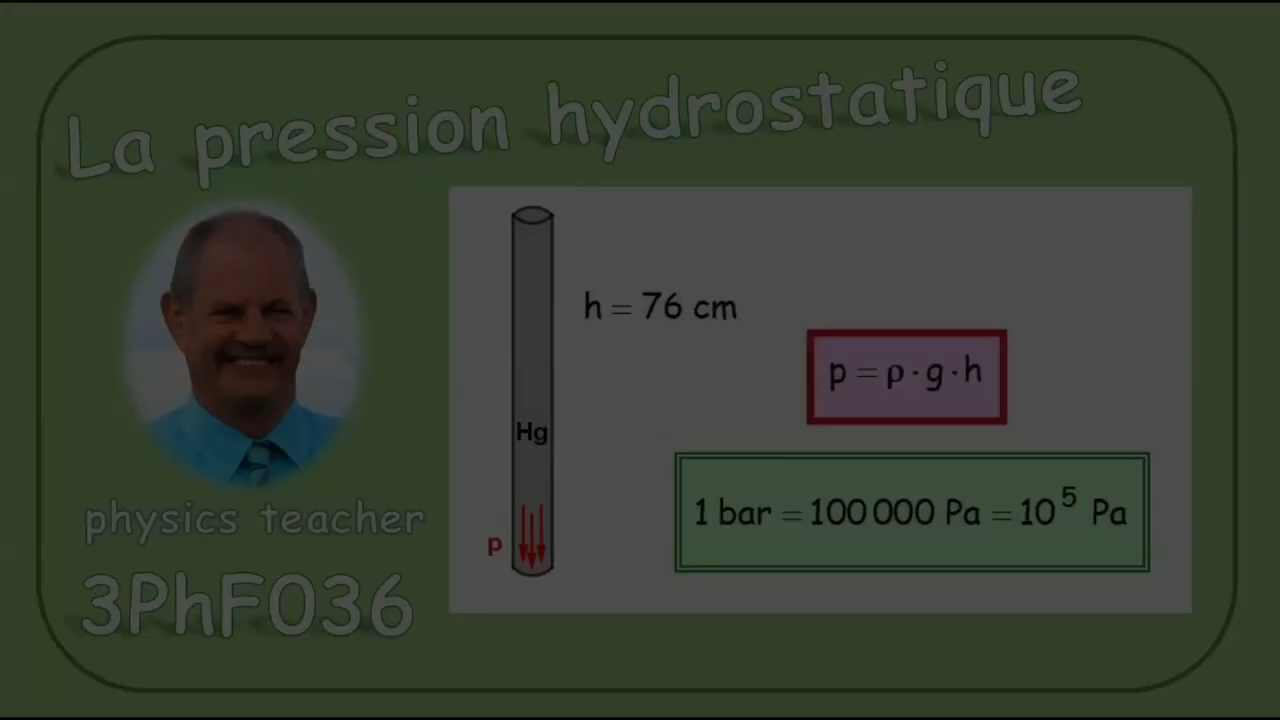 La pression hydrostatique
h = 76 cm
p = ρ · g · h
Hg
1 bar = 100 000 Pa = 10⁵ Pa
p
physics teacher
3PhF036